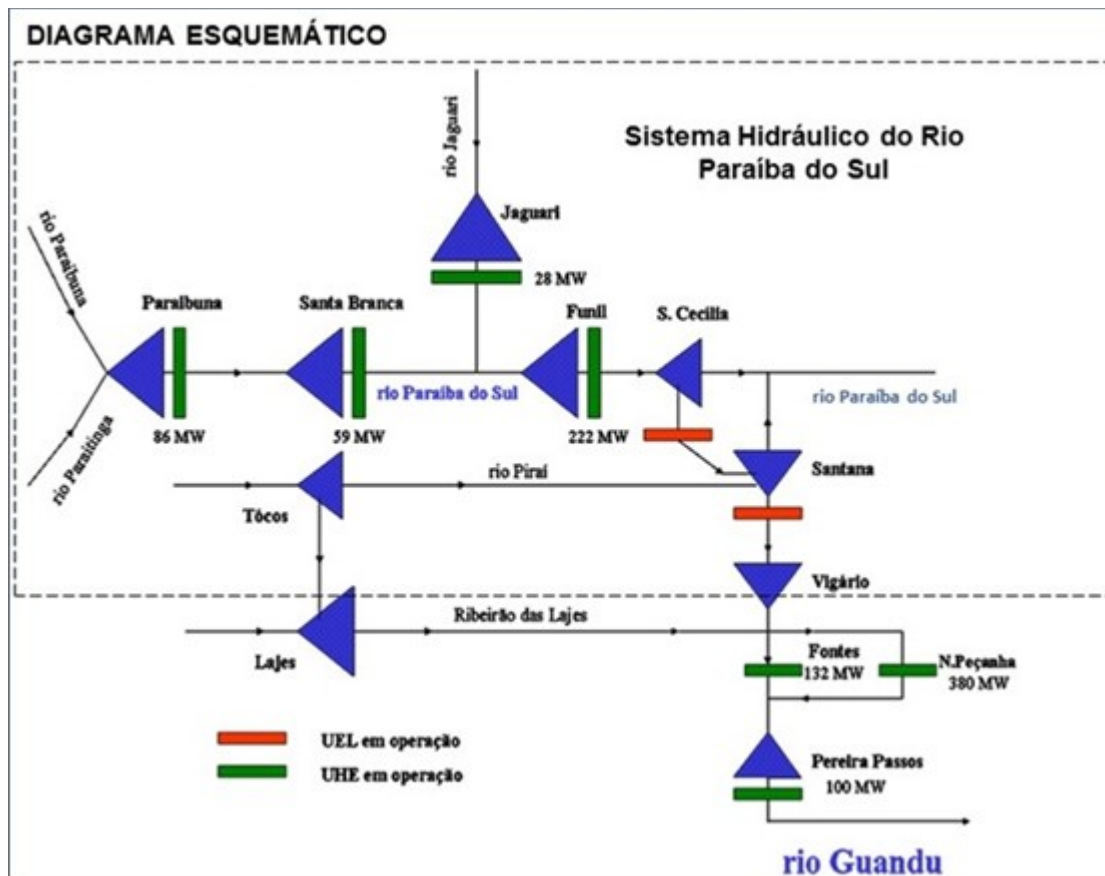 DIAGRAMA ESQUEMÁTICO
Sistema Hidráulico do Rio
Paraíba do Sul
rio Jaguari
Jaguari
28 MW
rio Paraibuna
rio Paraitinga
Paraibuna
86 MW
Santa Branca
59 MW
rio Paraíba do Sul
Funil
222 MW
S. Cecília
rio Paraíba do Sul
Santana
rio Piraí
Tócos
Vigário
Ribeirão das Lajes
Lajes
Fontes
132 MW
N.Peçanha
380 MW
UEL em operação
UHE em operação
Pereira Passos
100 MW
rio Guandu